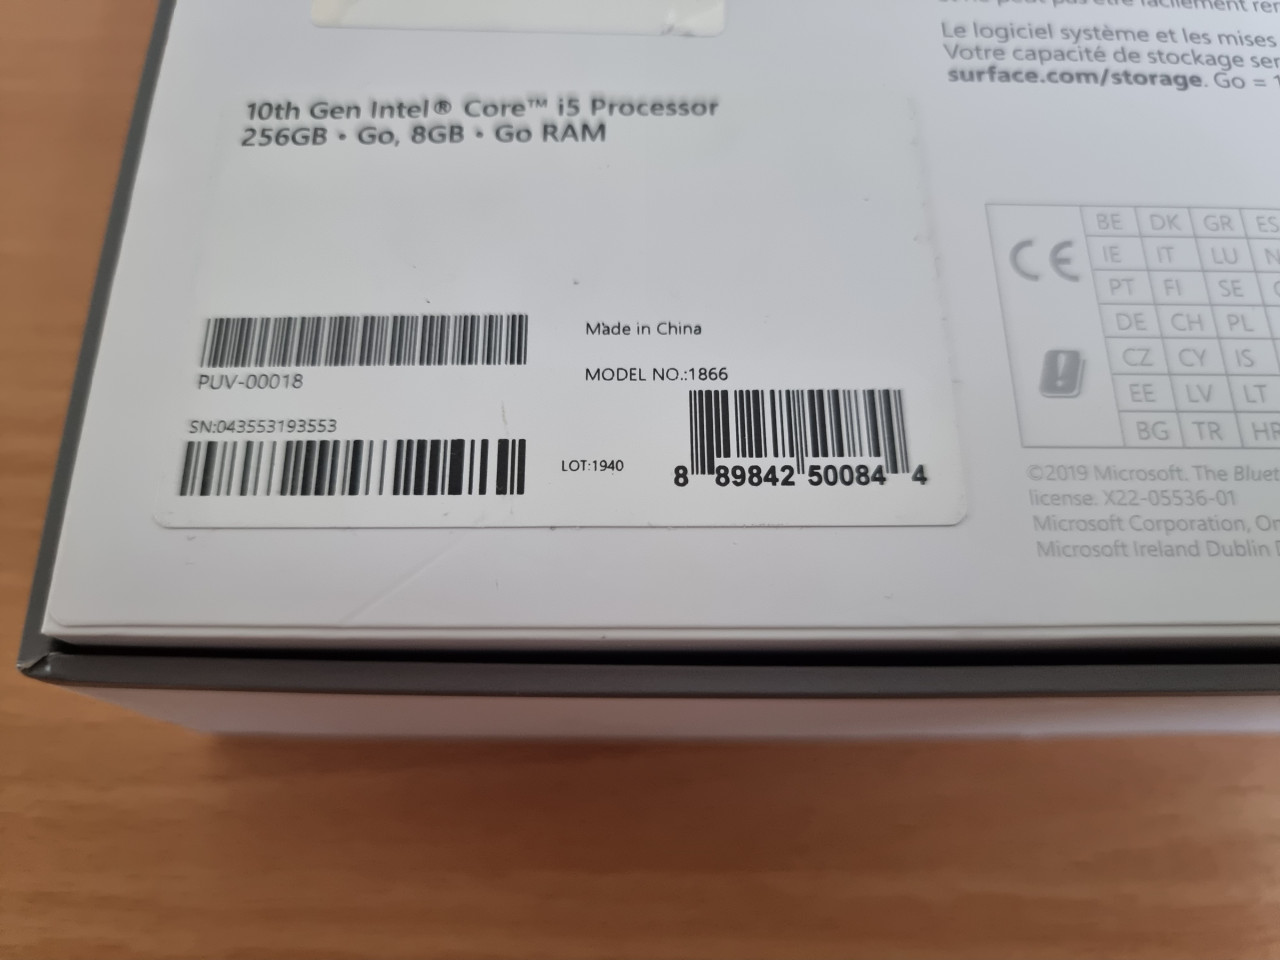 Le logiciel système et les mises
Votre capacité de stockage
surface.com/storage. Go =
10th Gen Intel® Core™ i5 Processor
256GB • Go, 8GB • Go RAM
PUV-00018
SN:043553193553
Made in China
MODEL NO.:1866
LOT:1940
8 89842 50084 4
CE
BE DK GR ES
IE IT LU
PT FI SE
DE CH PL
CZ CY IS
EE LV LT
BG TR HR
©2019 Microsoft. The
license. X22-05536-01
Microsoft Corporation,
Microsoft Ireland Dublin